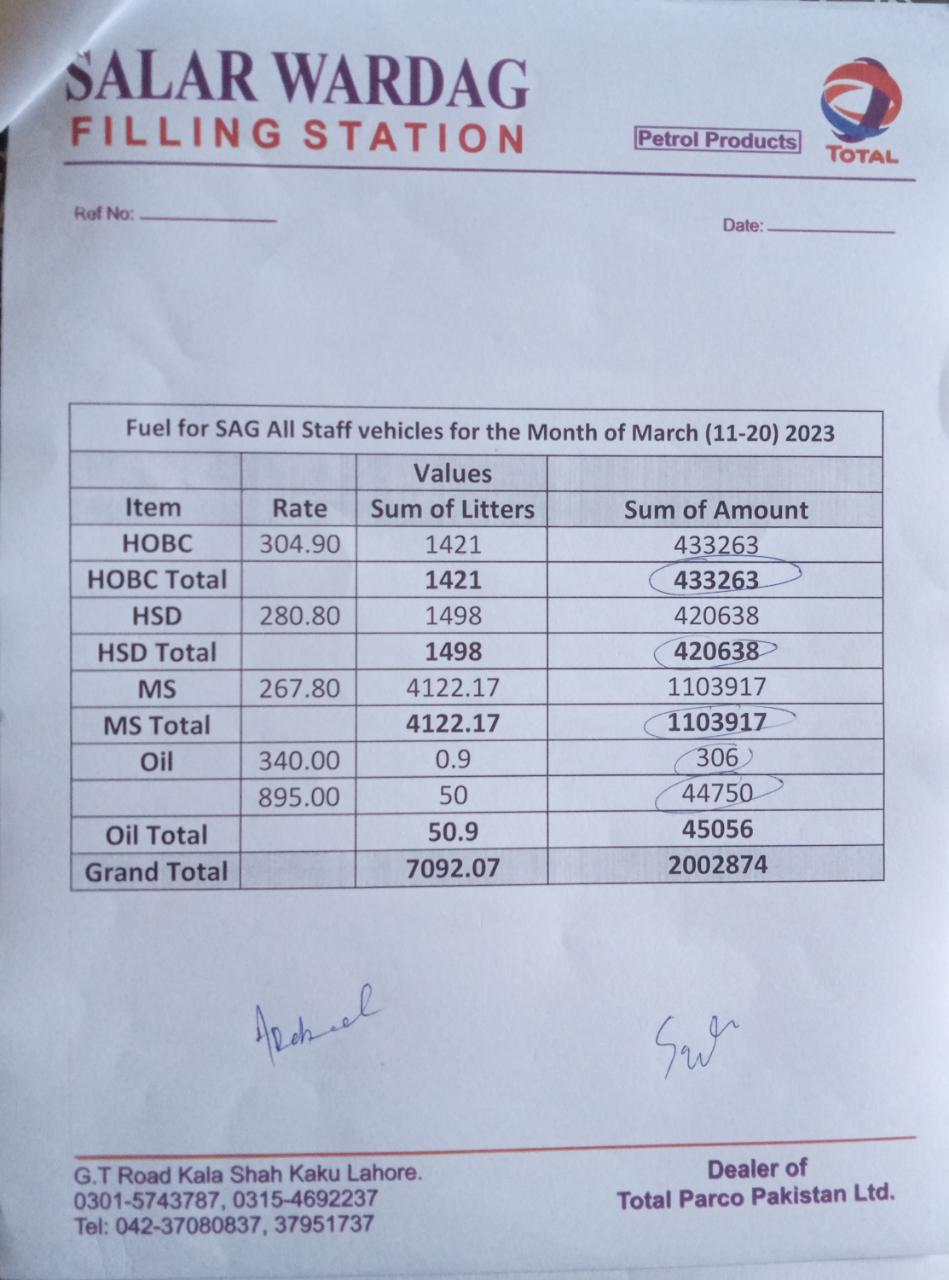 SALAR WARDAG
FILLING STATION
Petrol Products
TOTAL
Ref No:
Date:
Fuel for SAG All Staff vehicles for the Month of March (11-20) 2023
Values
Item Rate Sum of Litters Sum of Amount
HOBC 304.90 1421 433263
HOBC Total 1421 433263
HSD 280.80 1498 420638
HSD Total 1498 420638
MS 267.80 4122.17 1103917
MS Total 4122.17 1103917
Oil 340.00 0.9 306
895.00 50 44750
Oil Total 50.9 45056
Grand Total 7092.07 2002874
G.T Road Kala Shah Kaku Lahore.
0301-5743787, 0315-4692237
Tel: 042-37080837, 37951737
Dealer of
Total Parco Pakistan Ltd.